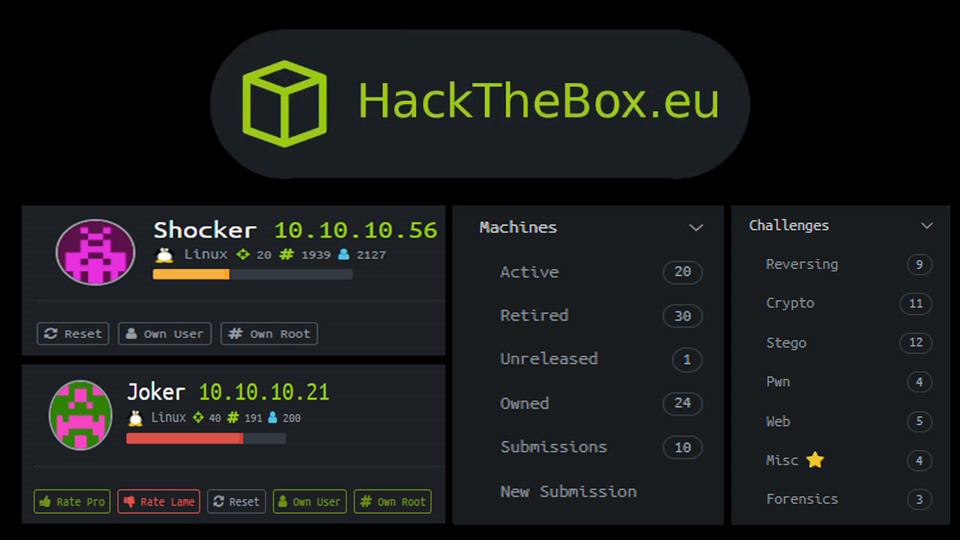 HackTheBox.eu
Shocker 10.10.10.56
Linux 20 # 1939 2127
Reset Own User # Own Root
Joker 10.10.10.21
Linux 40 # 191 200
Rate Pro Rate Lame Reset Own User # Own Root
Machines
Active 20
Retired 30
Unreleased 1
Owned 24
Submissions 10
New Submission
Challenges
Reversing 9
Crypto 11
Stego 12
Pwn 4
Web 5
Misc 4
Forensics 3